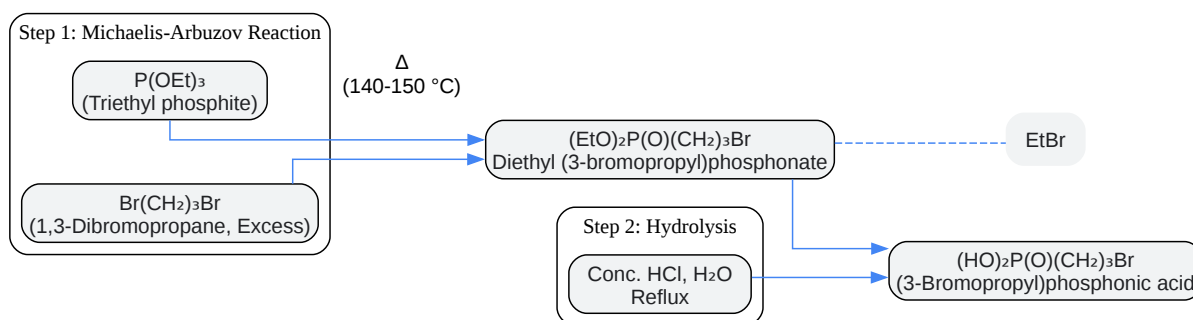 Step 1: Michaelis-Arbuzov Reaction
P(OEt)₃
(Triethyl phosphite)
Br(CH₂)₃Br
(1,3-Dibromopropane, Excess)
Δ
(140-150 °C)
(EtO)₂P(O)(CH₂)₃Br
Diethyl (3-bromopropyl)phosphonate
EtBr
Step 2: Hydrolysis
Conc. HCl, H₂O
Reflux
(HO)₂P(O)(CH₂)₃Br
(3-Bromopropyl)phosphonic acid